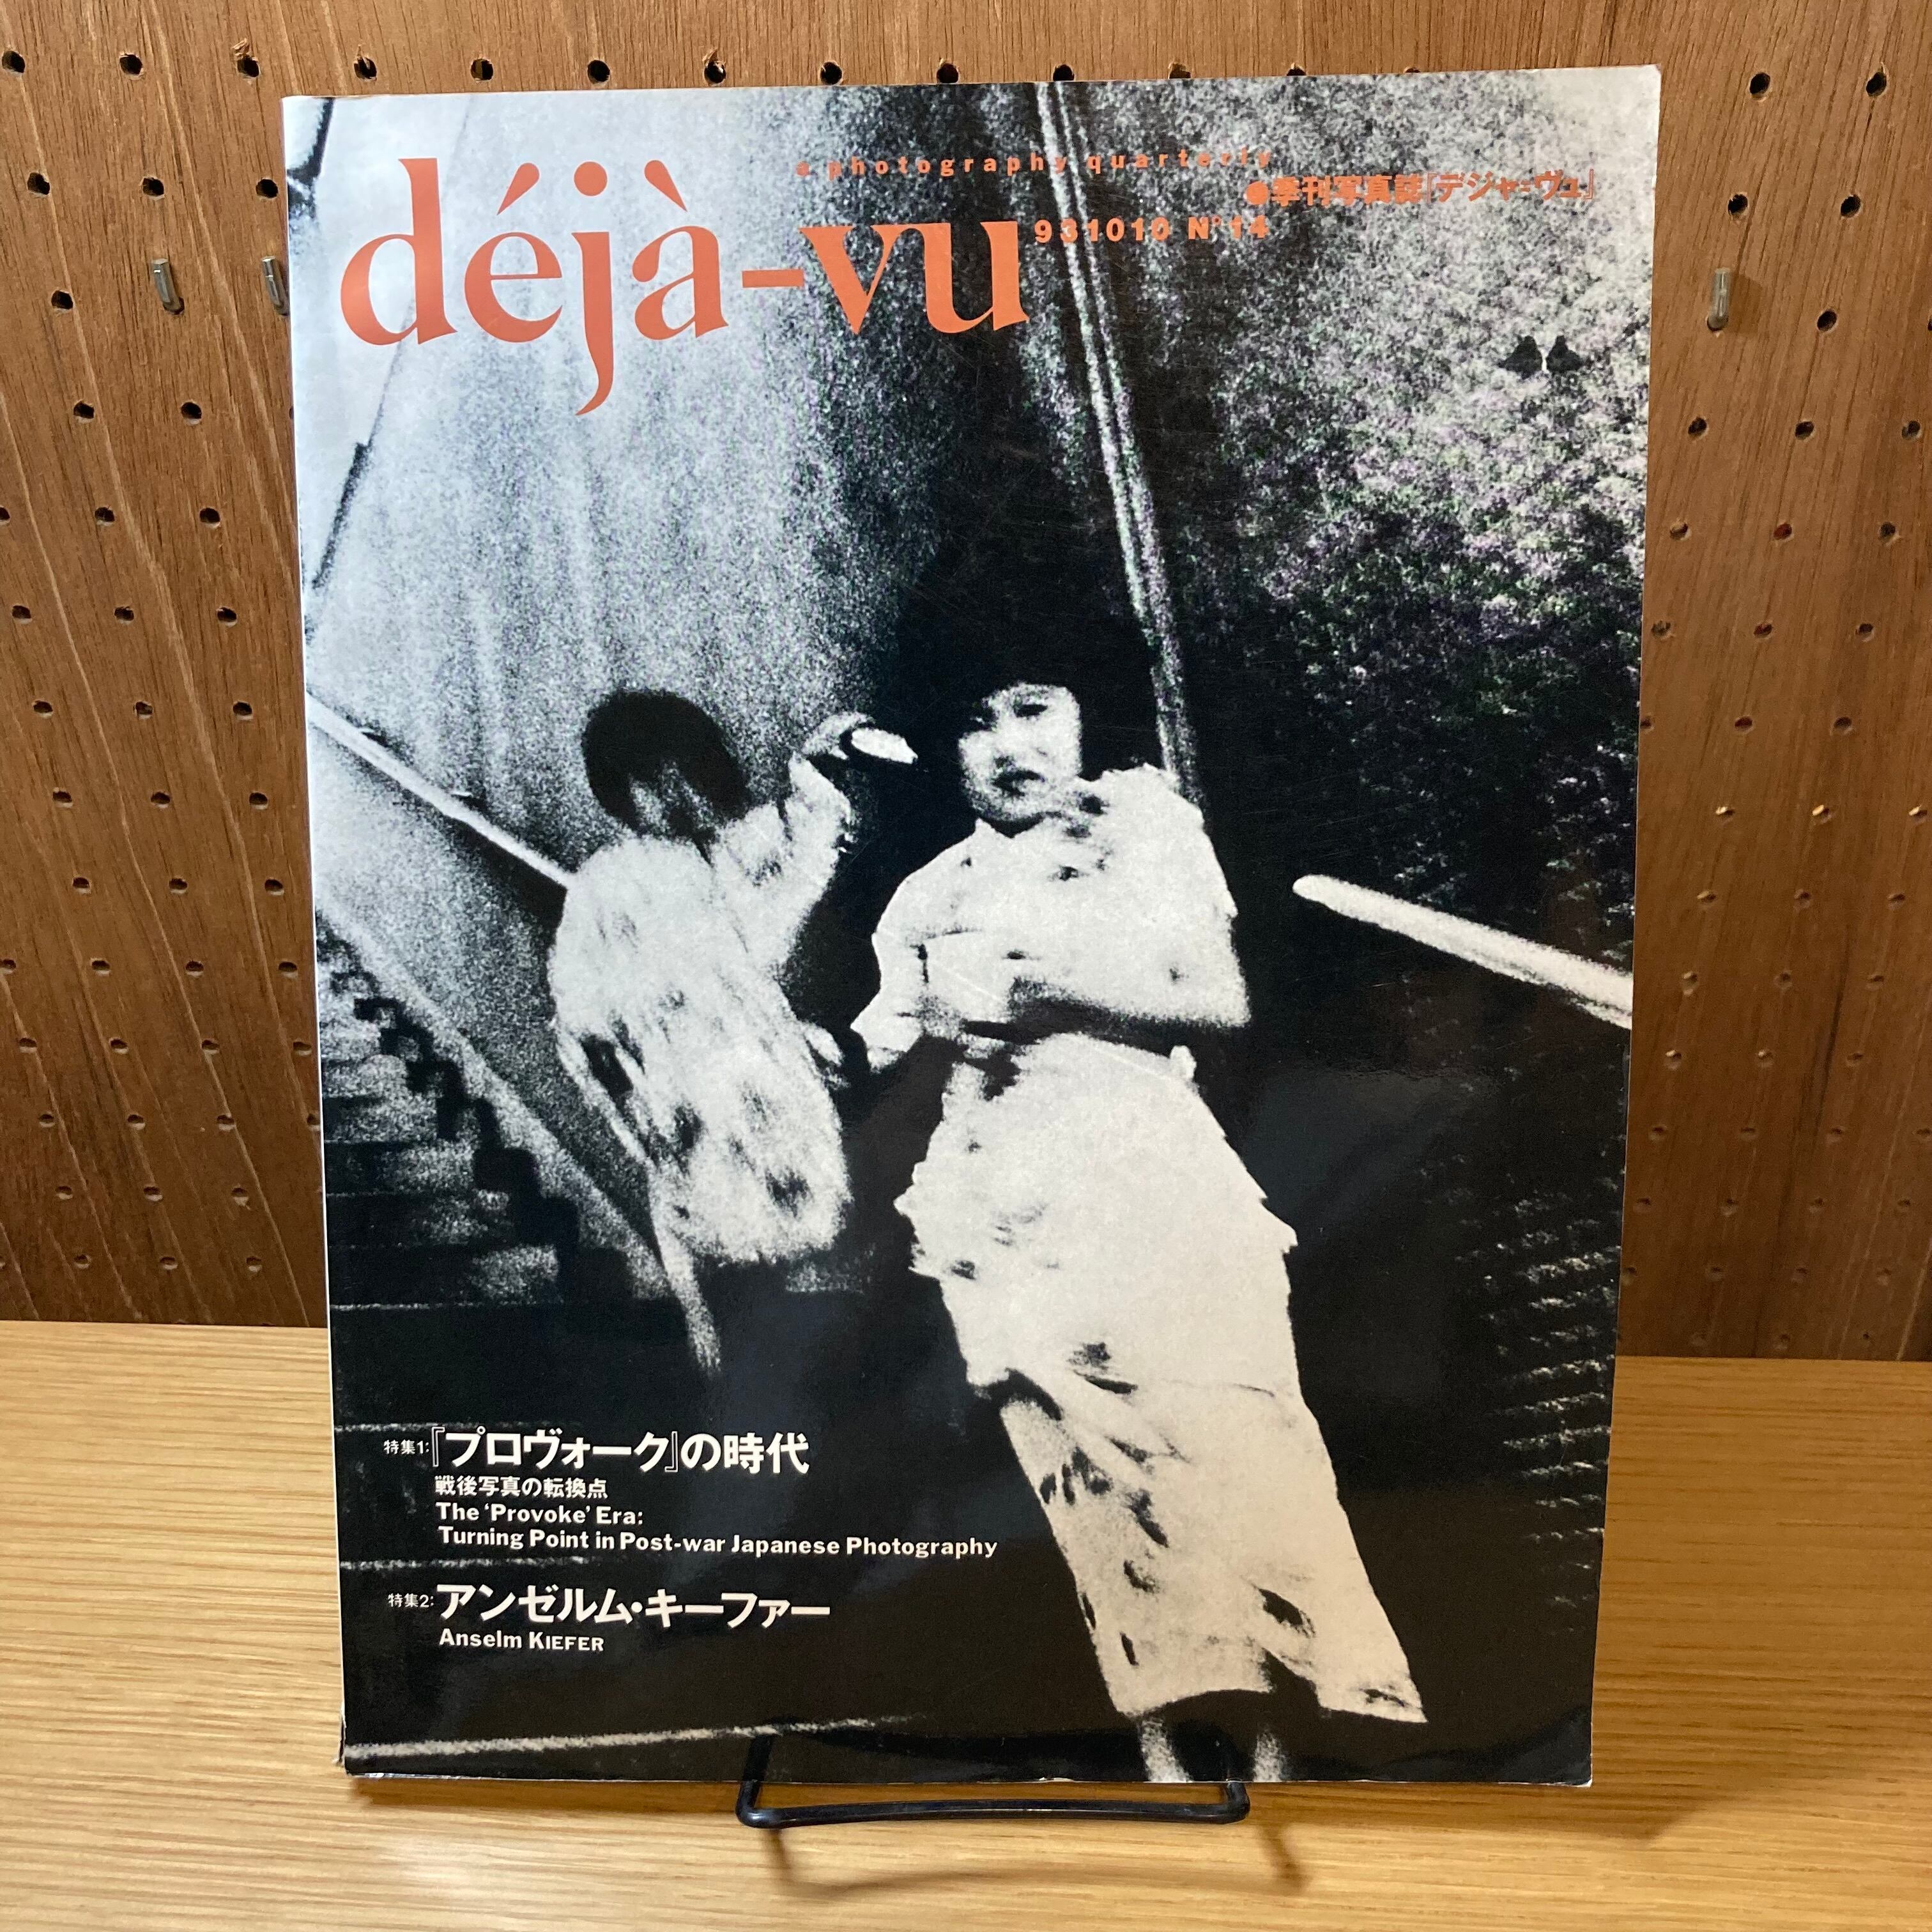 a photography quarterly
●季刊写真誌『デジャ=ヴュ』
déjà-vu
931010 N°14
特集1:『プロヴォーク』の時代
戦後写真の転換点
The ‘Provoke’ Era:
Turning Point in Post-war Japanese Photography
特集2:アンゼルム・キーファー
Anselm KIEFER